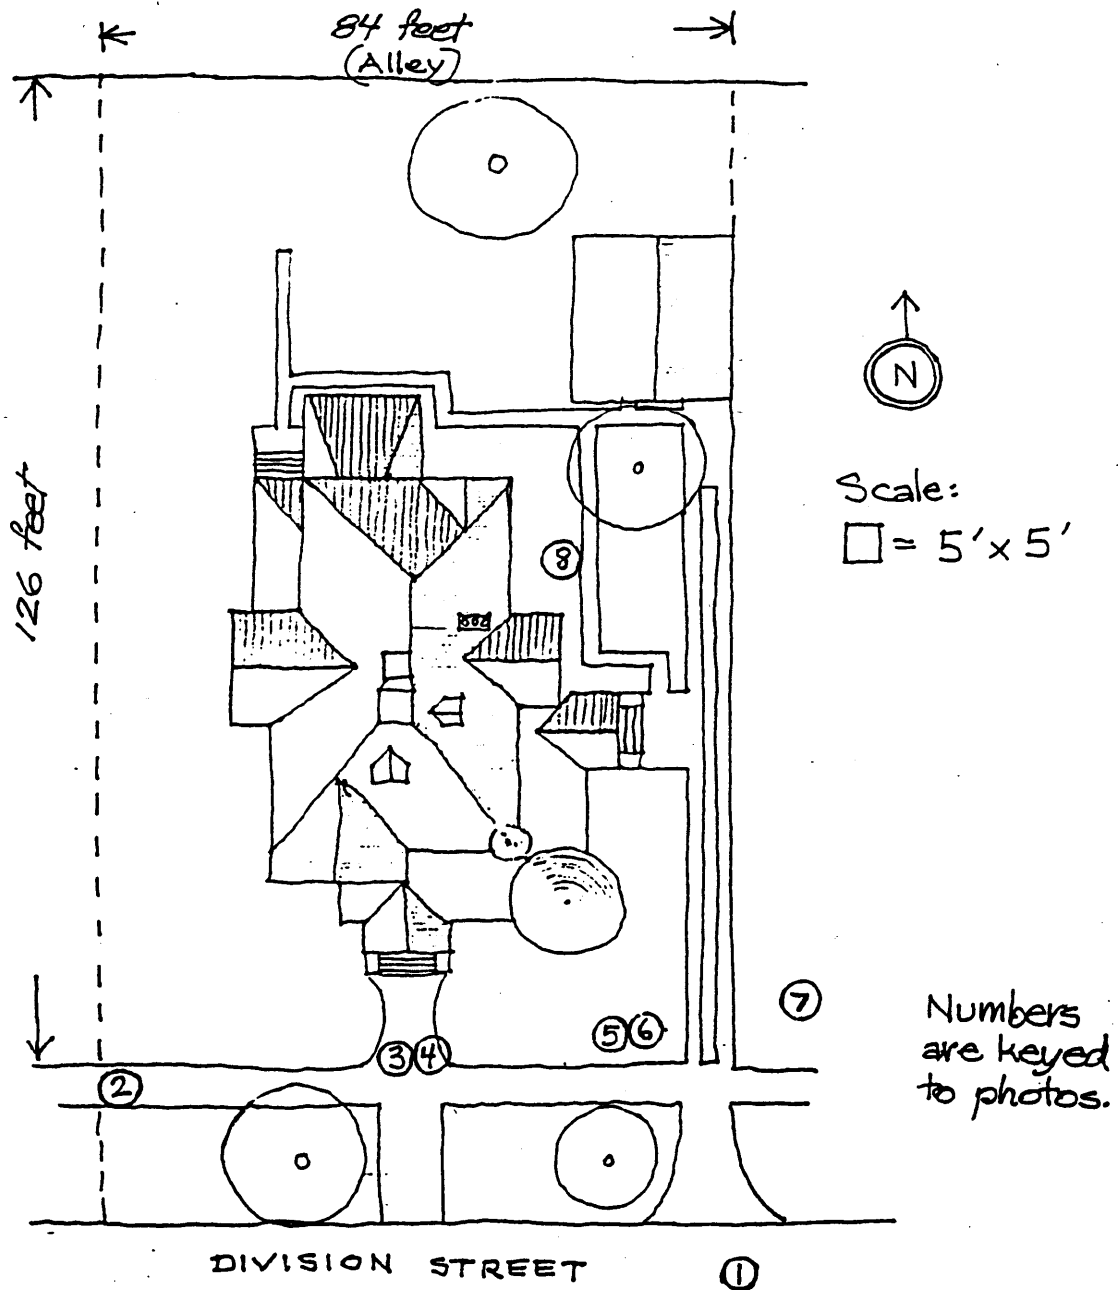 84 feet
(Alley)
126 feet
N
Scale:
= 5' x 5'
8
7
Numbers
are keyed
to photos.
5 6
3 4
2
DIVISION STREET
1